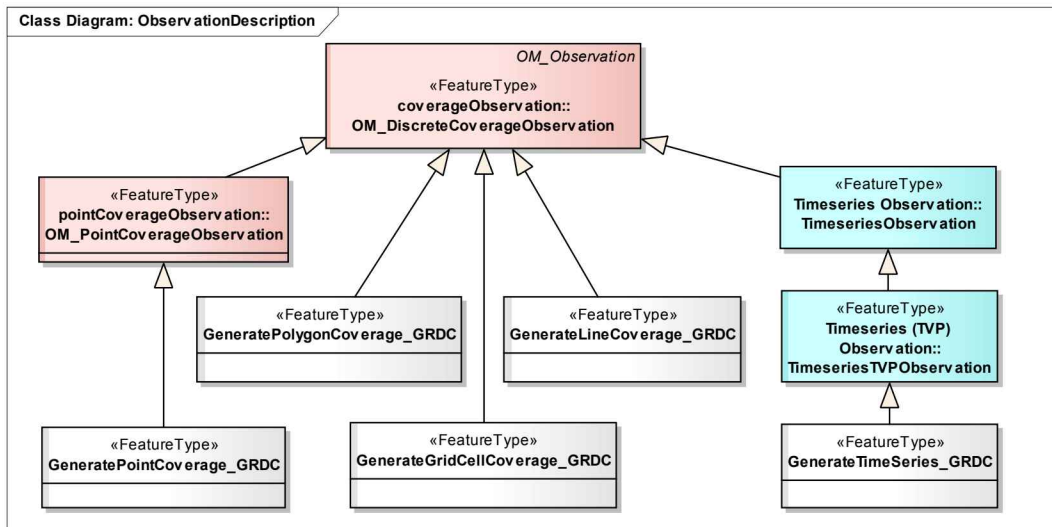 Class Diagram: ObservationDescription
OM_Observation
«FeatureType»
coverageObservation::
OM_DiscreteCoverageObservation
«FeatureType»
pointCoverageObservation::
OM_PointCoverageObservation
«FeatureType»
Timeseries Observation::
TimeseriesObservation
«FeatureType»
GeneratePolygonCoverage_GRDC
«FeatureType»
GenerateLineCoverage_GRDC
«FeatureType»
Timeseries (TVP)
Observation::
TimeseriesTVPObservation
«FeatureType»
GeneratePointCoverage_GRDC
«FeatureType»
GenerateGridCellCoverage_GRDC
«FeatureType»
GenerateTimeSeries_GRDC